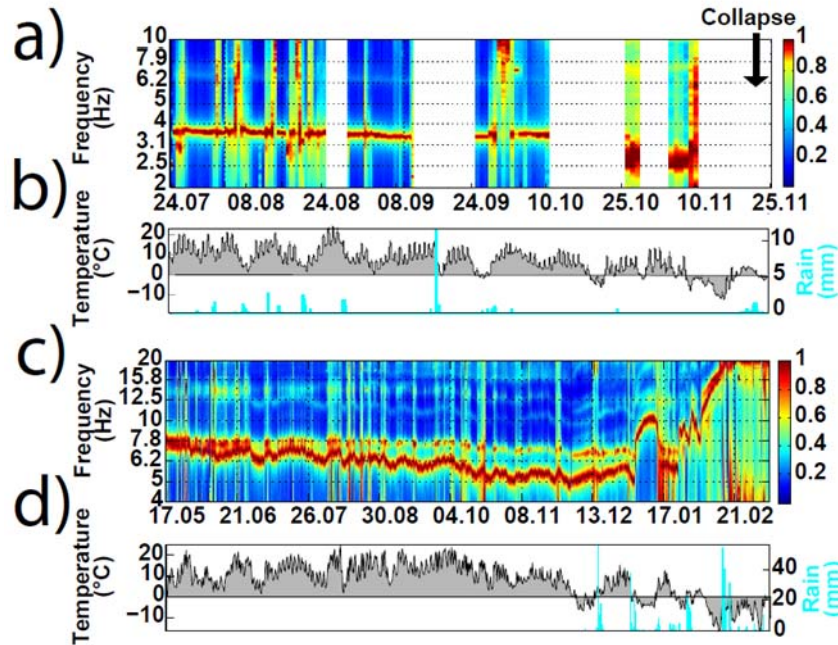 a)
Collapse
Frequency
(Hz)
10
7.9
6.2
5
4
3.1
2.5
2
1
0.8
0.6
0.4
0.2
24.07 08.08 24.08 08.09 24.09 10.10 25.10 10.11 25.11
b)
Temperature
(°C)
20
10
0
−10
10
5
0
Rain
(mm)
c)
Frequency
(Hz)
20
15.8
12.5
10
7.8
6.2
5
4
1
0.8
0.6
0.4
0.2
17.05 21.06 26.07 30.08 04.10 08.11 13.12 17.01 21.02
d)
Temperature
(°C)
20
10
0
−10
40
20
0
Rain
(mm)